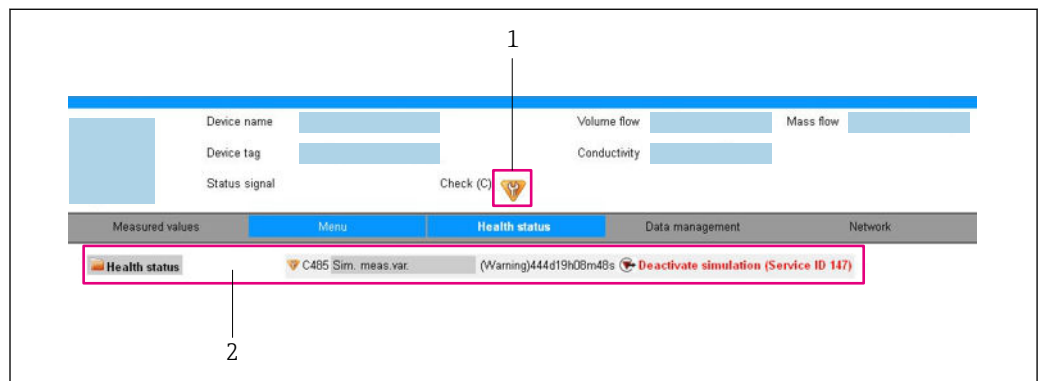 1
Device name Volume flow Mass flow
Device tag Conductivity
Status signal Check (C)
Measured values Menu Health status Data management Network
Health status C485 Sim. meas.var. (Warning)444d19h08m48s Deactivate simulation (Service ID 147)
2